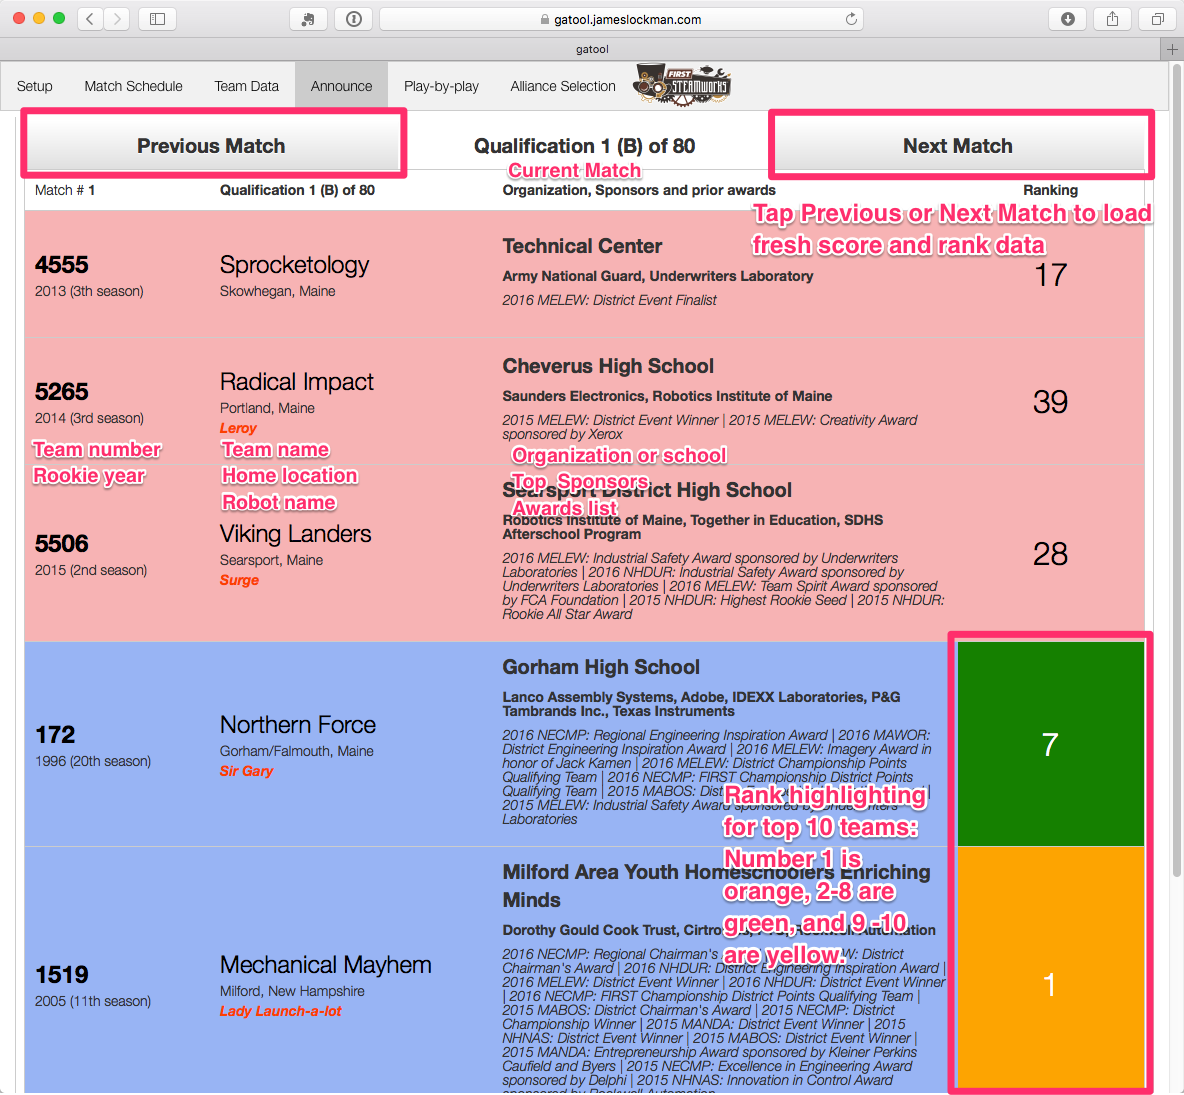 gatool.jameslockman.com
gatool
Setup
Match Schedule
Team Data
Announce
Play-by-play
Alliance Selection
FIRST
STEAMWORKS
Previous Match
Qualification 1 (B) of 80
Next Match
Current Match
Match # 1
Qualification 1 (B) of 80
Organization, Sponsors and prior awards
Ranking
Tap Previous or Next Match to load
fresh score and rank data
4555
2013 (3th season)
Sprocketology
Skowhegan, Maine
Technical Center
Army National Guard, Underwriters Laboratory
2016 MELEW: District Event Finalist
17
5265
2014 (3rd season)
Radical Impact
Portland, Maine
Leroy
Cheverus High School
Saunders Electronics, Robotics Institute of Maine
2015 MELEW: District Event Winner | 2015 MELEW: Creativity Award
sponsored by Xerox
39
Team number
Rookie year
Team name
Home location
Robot name
Organization or school
Top Sponsors
Awards list
5506
2015 (2nd season)
Viking Landers
Searsport, Maine
Surge
Searsport District High School
Robotics Institute of Maine, Together in Education, SDHS
Afterschool Program
2016 MELEW: Industrial Safety Award sponsored by Underwriters
Laboratories | 2016 NHDUR: Industrial Safety Award sponsored by
Underwriters Laboratories | 2016 MELEW: Team Spirit Award sponsored
by FCA Foundation | 2015 NHDUR: Highest Rookie Seed | 2015 NHDUR:
Rookie All Star Award
28
172
1996 (20th season)
Northern Force
Gorham/Falmouth, Maine
Sir Gary
Gorham High School
Lanco Assembly Systems, Adobe, IDEXX Laboratories, P&G
Tambrands Inc., Texas Instruments
2016 NECMP: Regional Engineering Inspiration Award | 2016 MAWOR:
District Engineering Inspiration Award | 2016 MELEW: Imagery Award in
honor of Jack Kamen | 2016 MELEW: District Championship Points
Qualifying Team | 2016 NECMP: FIRST Championship District Points
Qualifying Team | 2015 MABOS:
2015 MELEW: Industrial Safety Award sponsored by Underwriters
Laboratories
7
Rank highlighting
for top 10 teams:
Number 1 is
orange, 2-8 are
green, and 9 -10
are yellow.
1519
2005 (11th season)
Mechanical Mayhem
Milford, New Hampshire
Lady Launch-a-lot
Milford Area Youth Homeschoolers Enriching
Minds
Dorothy Gould Cook Trust, Rockwell Automation
2016 NECMP: Regional Chairman's District
Chairman's Award | 2016 NHDUR: District Engineering Inspiration Award |
2016 MELEW: District Event Winner | 2016 NHDUR: District Event Winner
| 2016 NECMP: FIRST Championship District Points Qualifying Team |
2015 MABOS: District Chairman's Award | 2015 NECMP: District
Championship Winner | 2015 MANDA: District Event Winner | 2015
NHNAS: District Event Winner | 2015 MABOS: District Event Winner |
2015 MANDA: Entrepreneurship Award sponsored by Kleiner Perkins
Caufield and Byers | 2015 NECMP: Excellence in Engineering Award
sponsored by Delphi | 2015 NHNAS: Innovation in Control Award
sponsored by Rockwell Automation
1